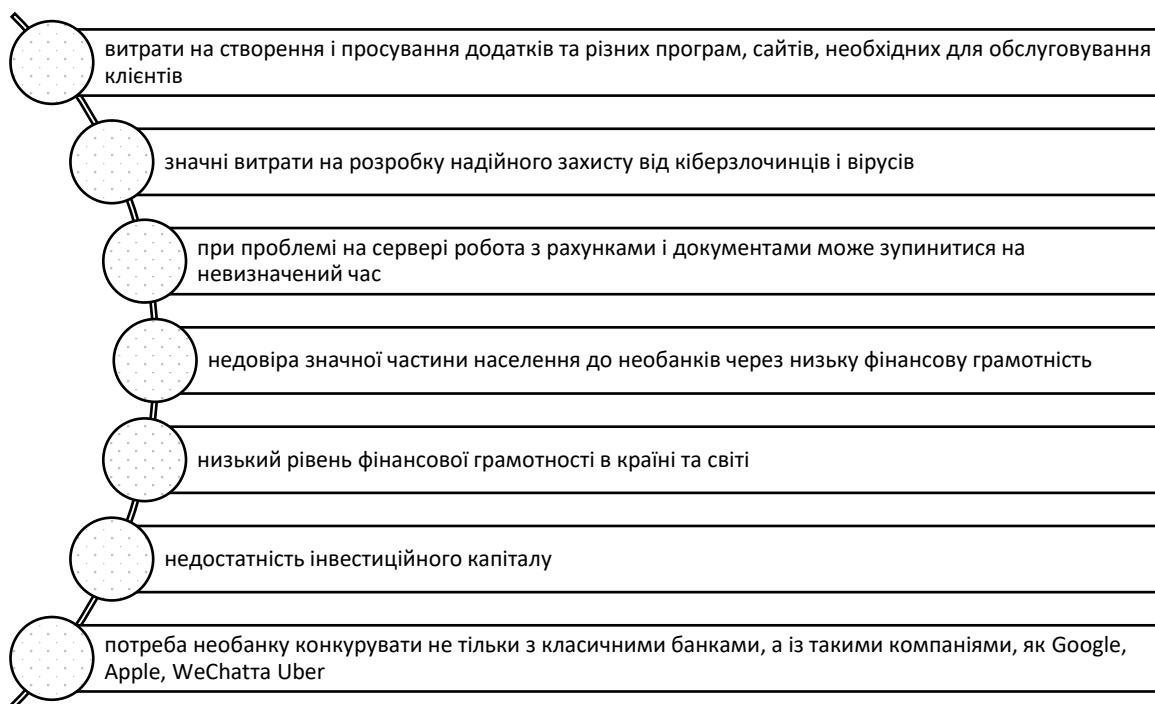 витрати на створення і просування додатків та різних програм, сайтів, необхідних для обслуговування
клієнтів
значні витрати на розробку надійного захисту від кіберзлочинців і вірусів
при проблемі на сервері робота з рахунками і документами може зупинитися на
невизначений час
недовіра значної частини населення до необанків через низьку фінансову грамотність
низький рівень фінансової грамотності в країні та світі
недостатність інвестиційного капіталу
потреба необанку конкурувати не тільки з класичними банками, а із такими компаніями, як Google,
Apple, WeChatта Uber